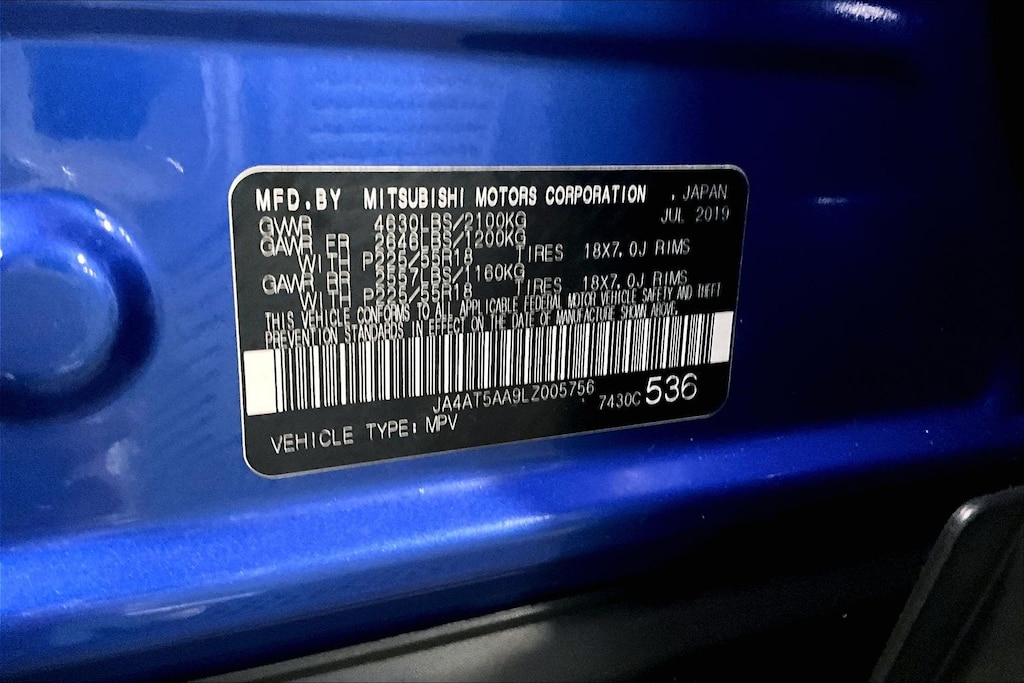 MFD.BY MITSUBISHI MOTORS CORPORATION , JAPAN
JUL 2019
GVWR 4630LBS/2100KG
GAWR FR 2646LBS/1200KG
WITH P225/55R18 TIRES 18X7.0J RIMS
GAWR RR 2557LBS/1160KG
WITH P225/55R18 TIRES 18X7.0J RIMS
THIS VEHICLE CONFORMS TO ALL APPLICABLE FEDERAL MOTOR VEHICLE SAFETY AND THEFT
PREVENTION STANDARDS IN EFFECT ON THE DATE OF MANUFACTURE SHOWN ABOVE.
JA4AT5AA9LZ005756
7430C 536
VEHICLE TYPE: MPV